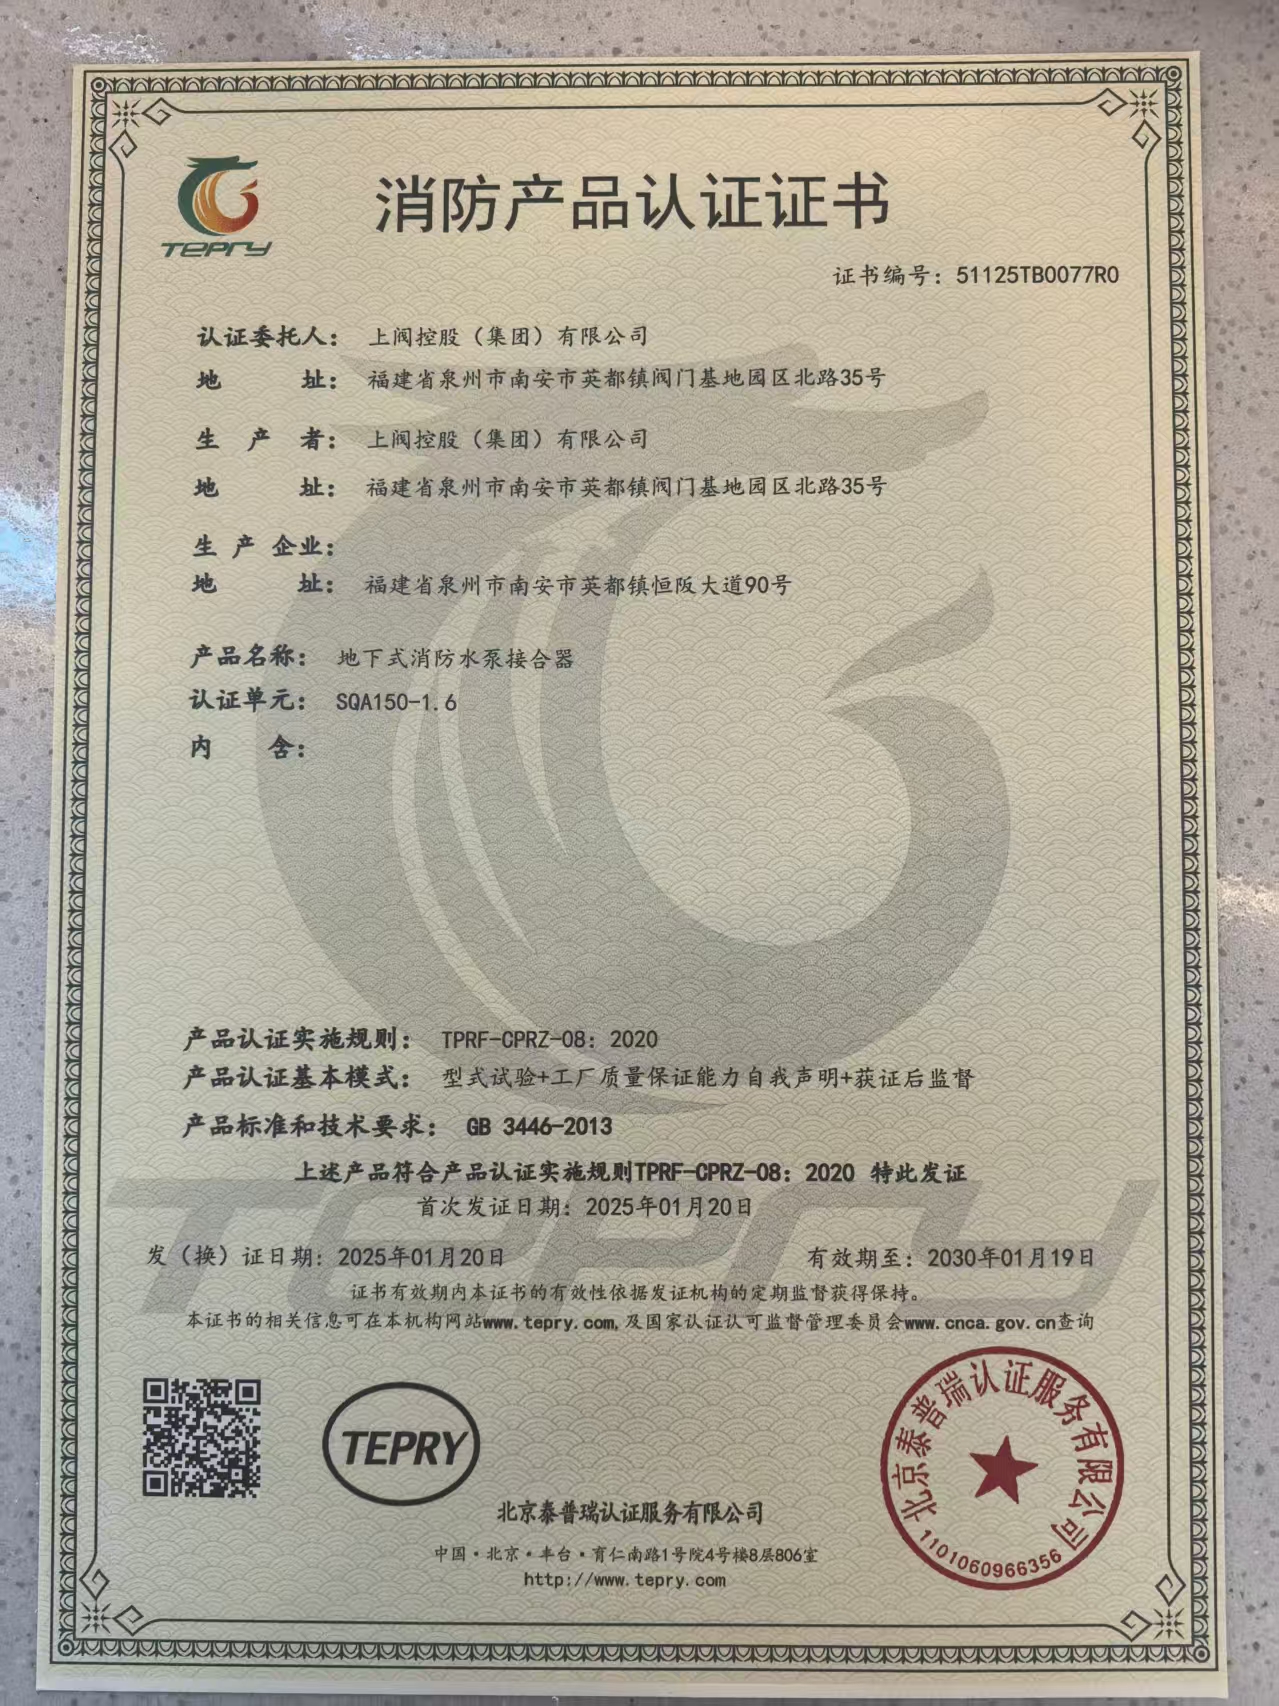 TEPRY
消防产品认证证书
证书编号：51125TB0077R0
认证委托人： 上阀控股（集团）有限公司
地 址： 福建省泉州市南安市英都镇阀门基地园区北路35号
生 产 者： 上阀控股（集团）有限公司
地 址： 福建省泉州市南安市英都镇阀门基地园区北路35号
生 产 企业：
地 址： 福建省泉州市南安市英都镇恒阪大道90号
产品名称： 地下式消防水泵接合器
认证单元： SQA150-1.6
内 含：
产品认证实施规则： TPRF-CPRZ-08：2020
产品认证基本模式： 型式试验+工厂质量保证能力自我声明+获证后监督
产品标准和技术要求： GB 3446-2013
上述产品符合产品认证实施规则TPRF-CPRZ-08：2020 特此发证
首次发证日期：2025年01月20日
发（换）证日期：2025年01月20日 有效期至：2030年01月19日
证书有效期内本证书的有效性依据发证机构的定期监督获得保持。
本证书的相关信息可在本机构网站www.tepry.com,及国家认证认可监督管理委员会www.cnca.gov.cn查询
TEPRY
TEPRY
北京泰普瑞认证服务有限公司
1101060966356
北京泰普瑞认证服务有限公司
中国·北京·丰台·育仁南路1号院4号楼8层806室
http://www.tepry.com